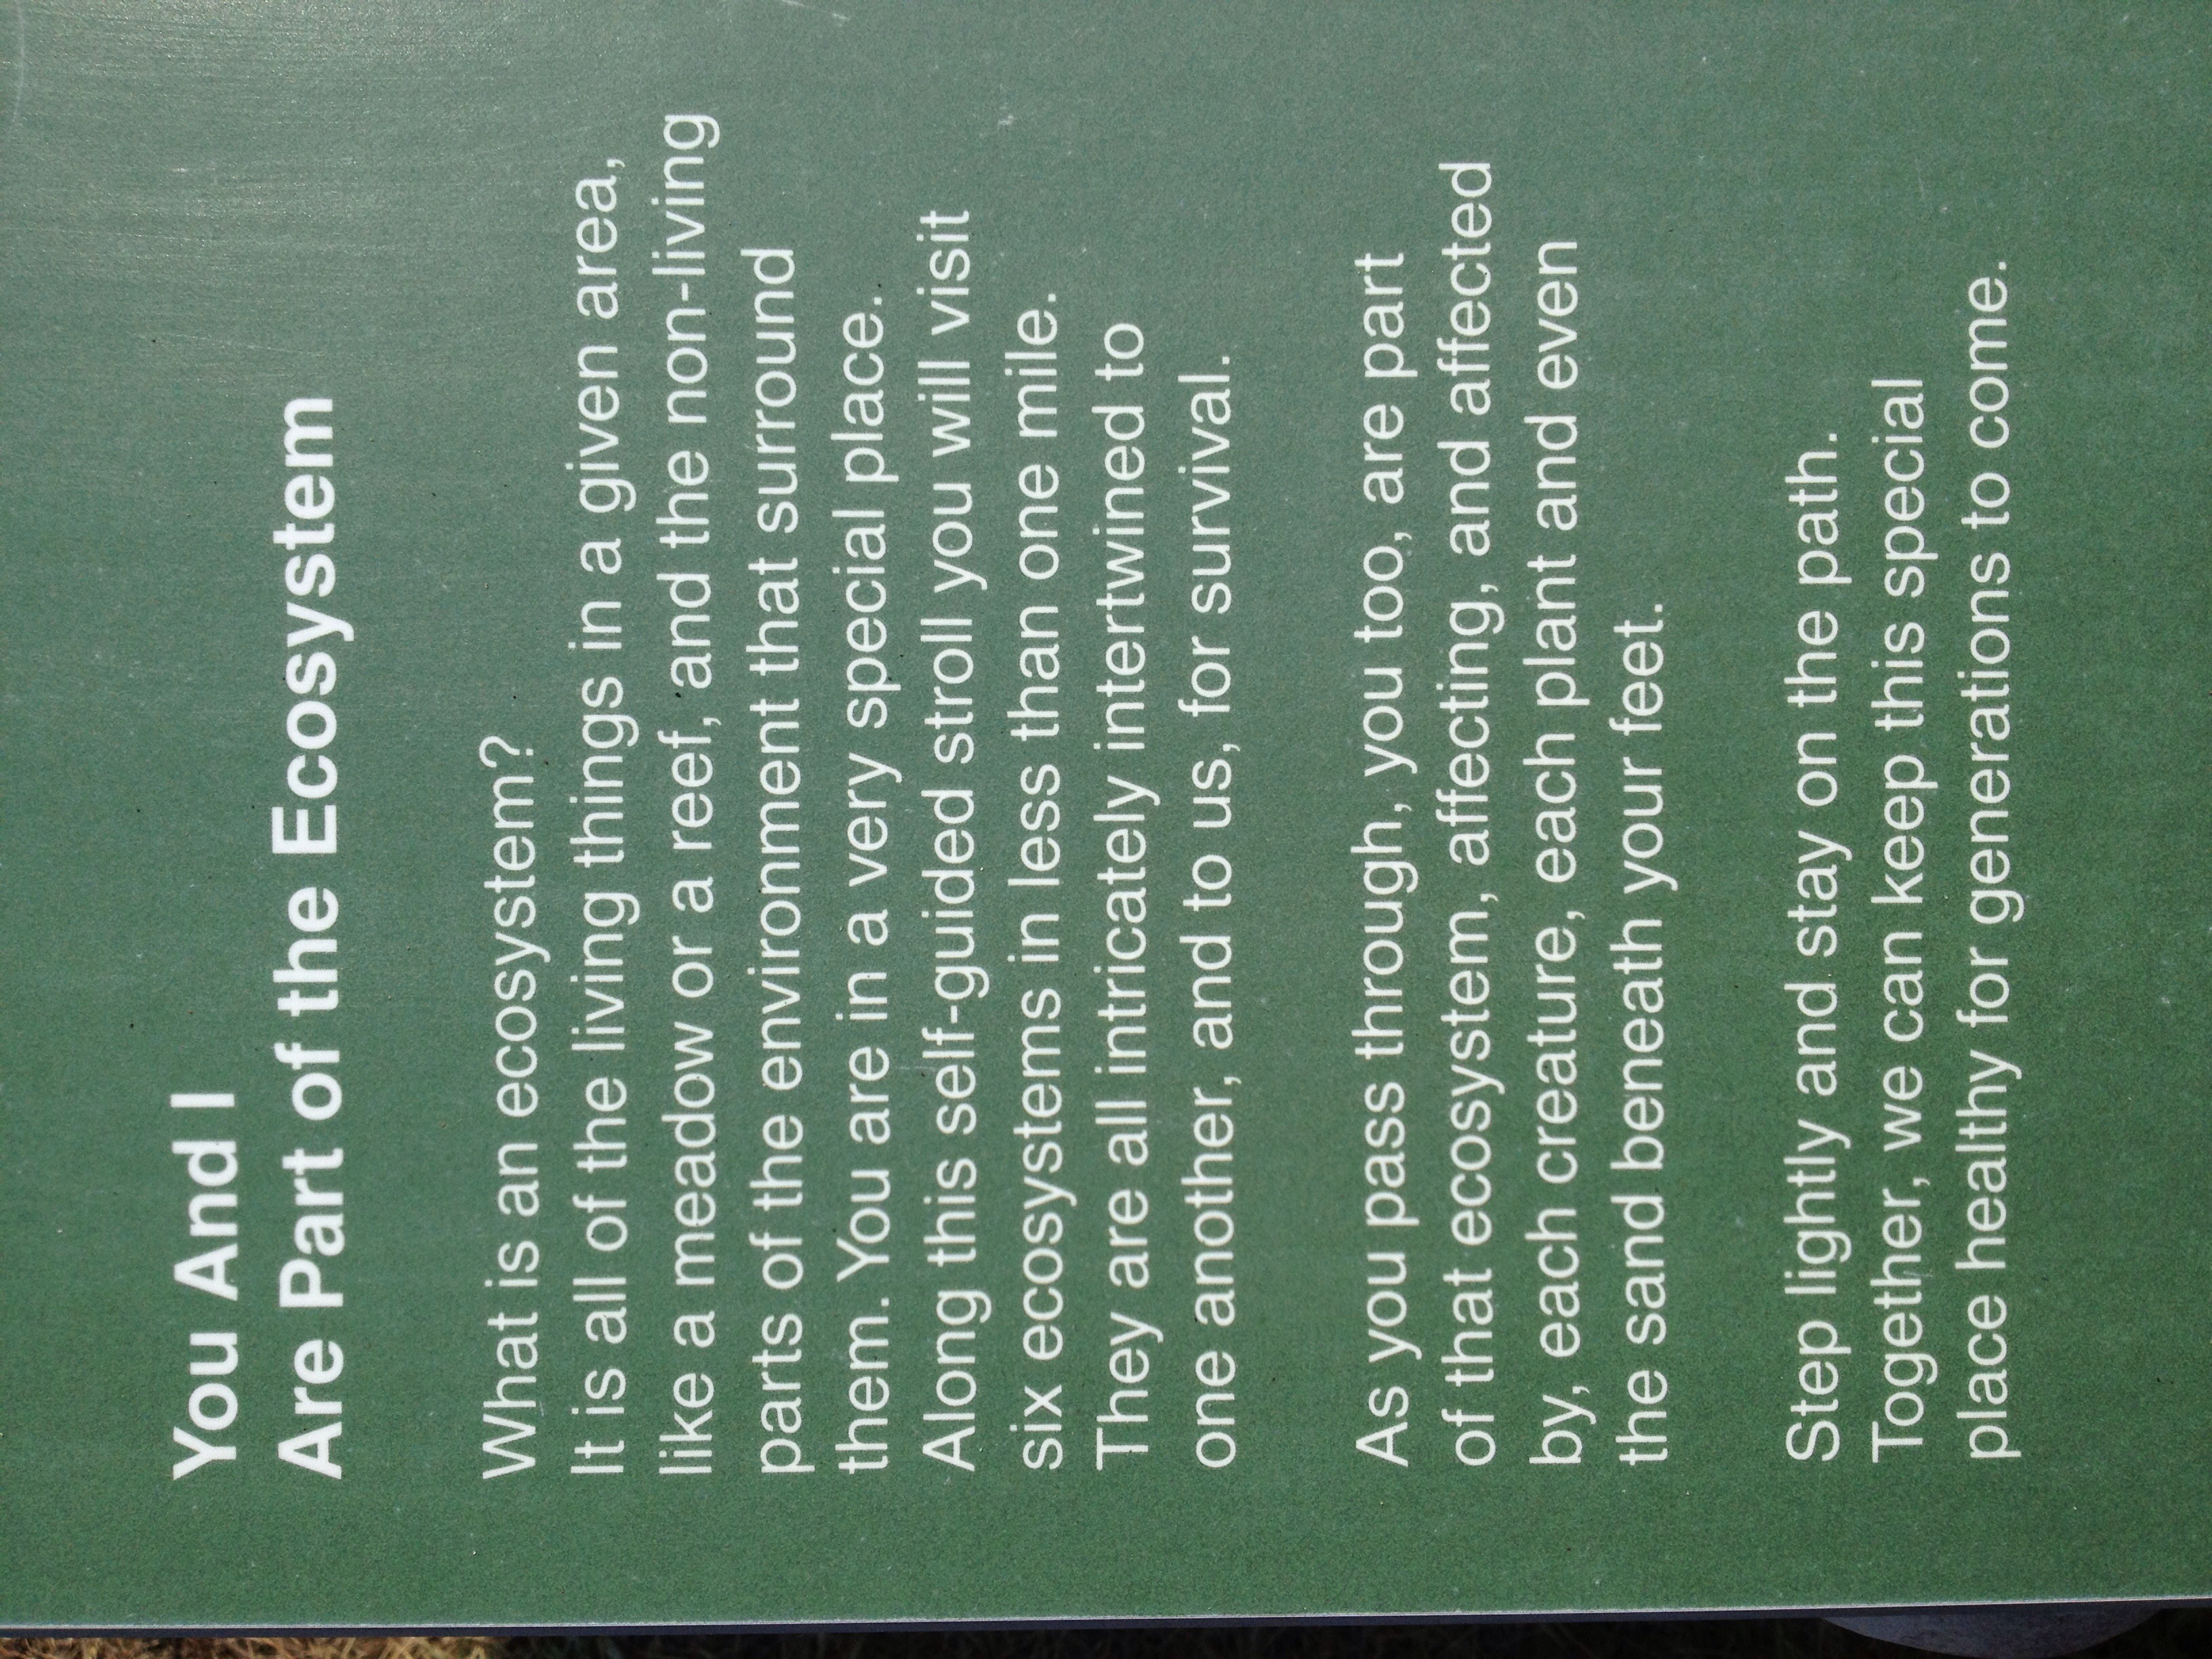 You And I
Are Part of the Ecosystem
What is an ecosystem?
It is all of the living things in a given area,
like a meadow or a reef, and the non-living
parts of the environment that surround
them. You are in a very special place.
Along this self-guided stroll you will visit
six ecosystems in less than one mile.
They are all intricately intertwined to
one another, and to us, for survival.
As you pass through, you too, are part
of that ecosystem, affecting, and affected
by, each creature, each plant and even
the sand beneath your feet.
Step lightly and stay on the path.
Together, we can keep this special
place healthy for generations to come.